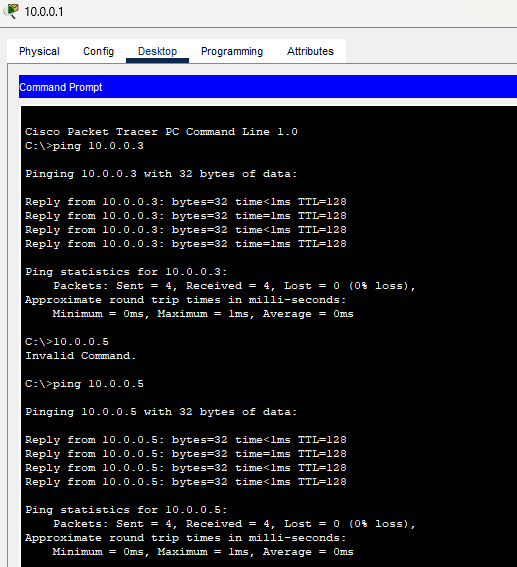 10.0.0.1
Physical Config Desktop Programming Attributes
Command Prompt
Cisco Packet Tracer PC Command Line 1.0
C:\>ping 10.0.0.3
Pinging 10.0.0.3 with 32 bytes of data:
Reply from 10.0.0.3: bytes=32 time<1ms TTL=128
Reply from 10.0.0.3: bytes=32 time=1ms TTL=128
Reply from 10.0.0.3: bytes=32 time<1ms TTL=128
Reply from 10.0.0.3: bytes=32 time=1ms TTL=128
Ping statistics for 10.0.0.3:
Packets: Sent = 4, Received = 4, Lost = 0 (0% loss),
Approximate round trip times in milli-seconds:
Minimum = 0ms, Maximum = 1ms, Average = 0ms
C:\>10.0.0.5
Invalid Command.
C:\>ping 10.0.0.5
Pinging 10.0.0.5 with 32 bytes of data:
Reply from 10.0.0.5: bytes=32 time<1ms TTL=128
Reply from 10.0.0.5: bytes=32 time<1ms TTL=128
Reply from 10.0.0.5: bytes=32 time<1ms TTL=128
Reply from 10.0.0.5: bytes=32 time<1ms TTL=128
Ping statistics for 10.0.0.5:
Packets: Sent = 4, Received = 4, Lost = 0 (0% loss),
Approximate round trip times in milli-seconds:
Minimum = 0ms, Maximum = 1ms, Average = 0ms